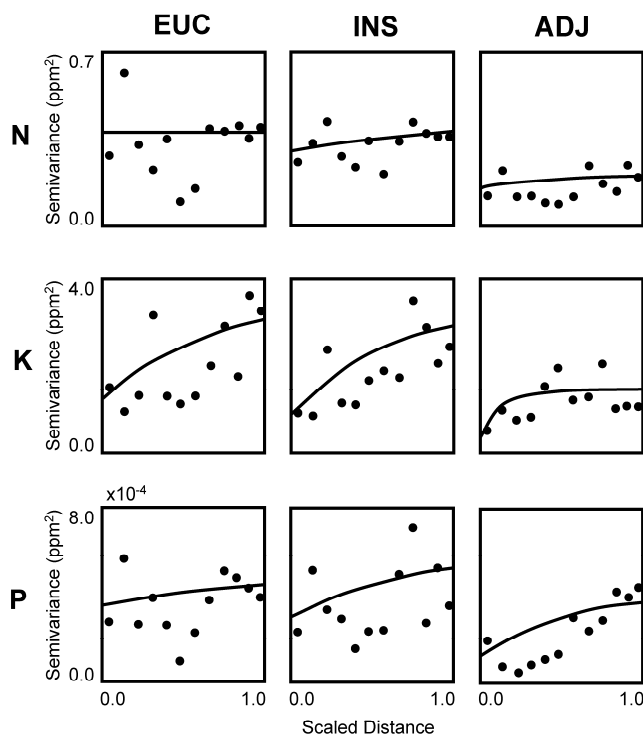 EUC INS ADJ
N
Semivariance (ppm²)
0.7
0.0
K
Semivariance (ppm²)
4.0
0.0
P
Semivariance (ppm²)
x10⁻⁴
8.0
0.0
0.0 1.0 0.0 1.0 0.0 1.0
Scaled Distance